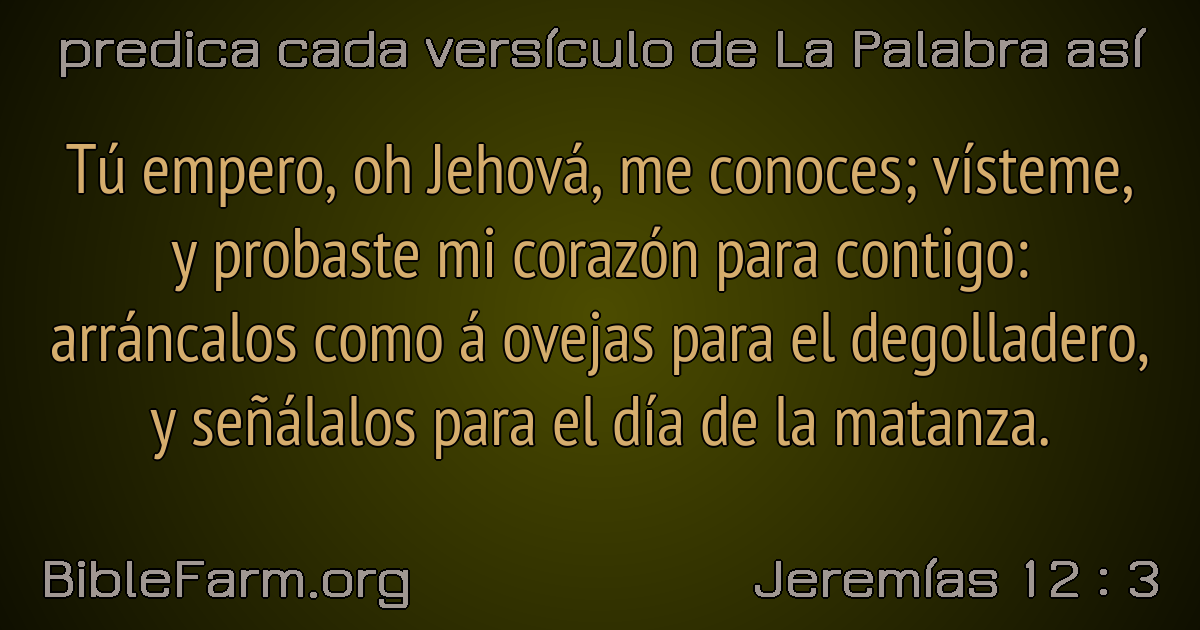 predica cada versículo de La Palabra así
Tú empero, oh Jehová, me conoces; vísteme,
y probaste mi corazón para contigo:
arráncalos como á ovejas para el degolladero,
y señálalos para el día de la matanza.
BibleFarm.org
Jeremías 12 : 3